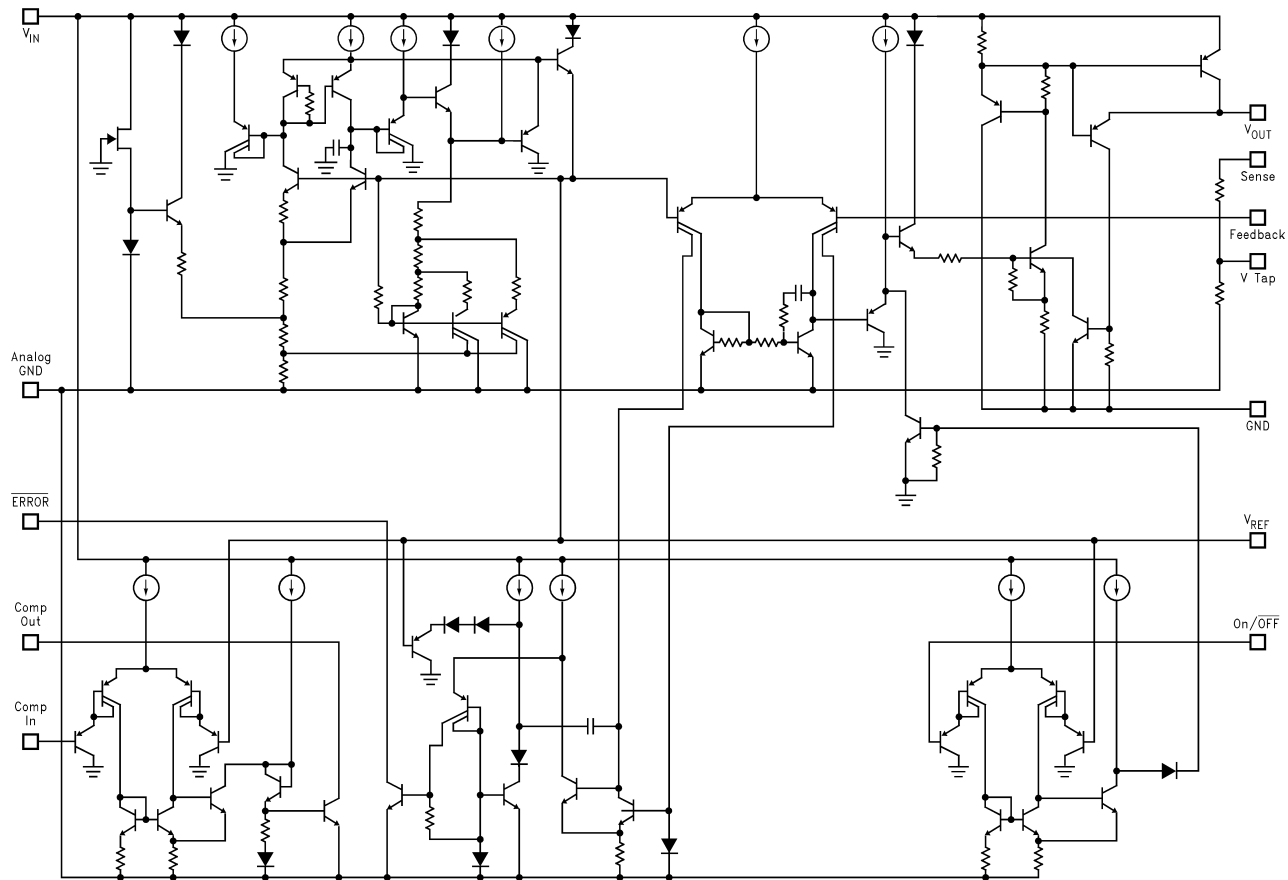 VIN
VOUT
Sense
Feedback
V Tap
Analog
GND
GND
ERROR
VREF
Comp
Out
On/OFF
Comp
In